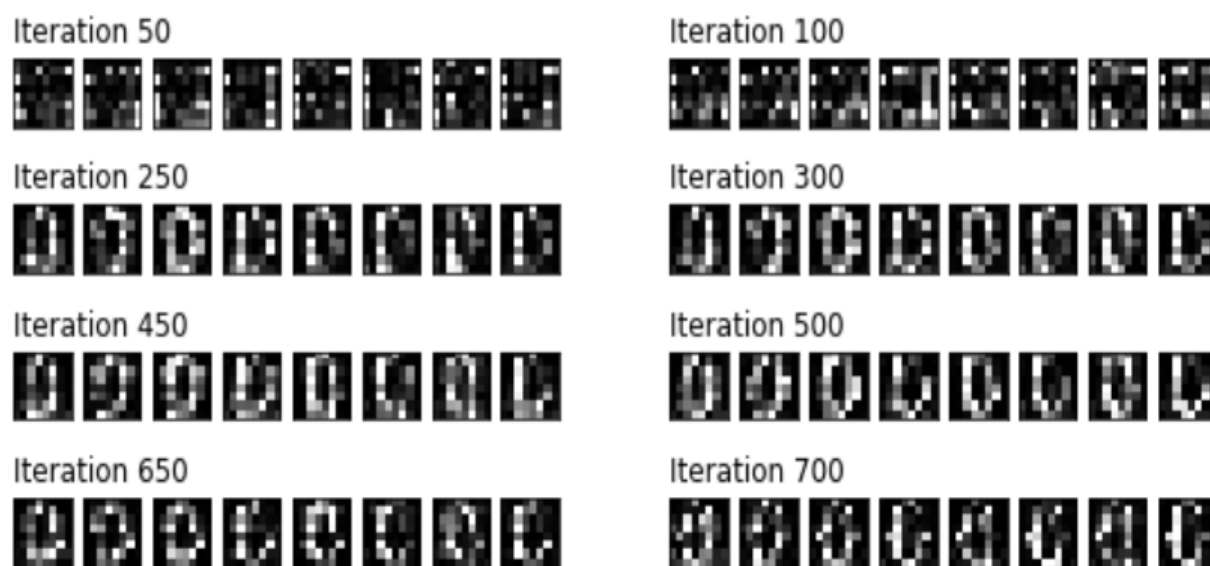 Iteration 50
Iteration 100
Iteration 250
Iteration 300
Iteration 450
Iteration 500
Iteration 650
Iteration 700